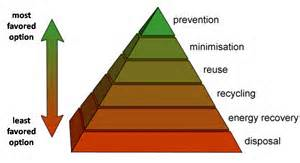 most
favored
option
prevention
minimisation
reuse
recycling
energy recovery
disposal
least
favored
option